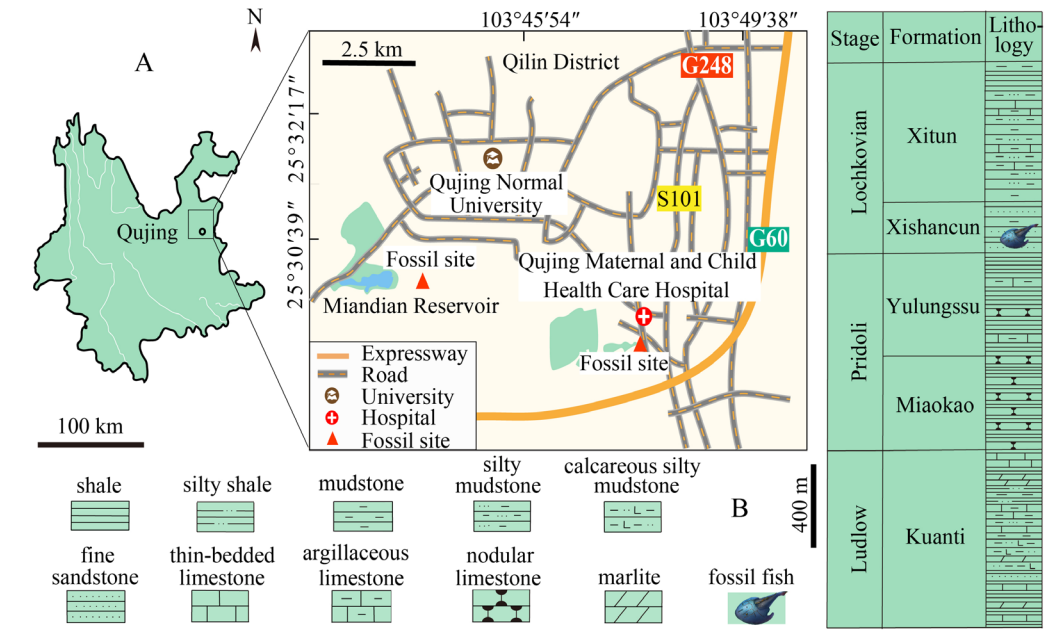 A
N
Qujing
100 km
103°45′54″
103°49′38″
25°32′17″
25°30′39″
2.5 km
Qilin District
G248
Qujing Normal
University
S101
G60
Fossil site
Miandian Reservoir
Qujing Maternal and Child
Health Care Hospital
Fossil site
Expressway
Road
University
Hospital
Fossil site
shale
silty shale
mudstone
silty
mudstone
calcareous silty
mudstone
fine
sandstone
thin-bedded
limestone
argillaceous
limestone
nodular
limestone
marlite
fossil fish
B
400 m
Stage
Formation
Litho-
logy
Lochkovian
Xitun
Xishancun
Pridoli
Yulungssu
Miaokao
Ludlow
Kuanti